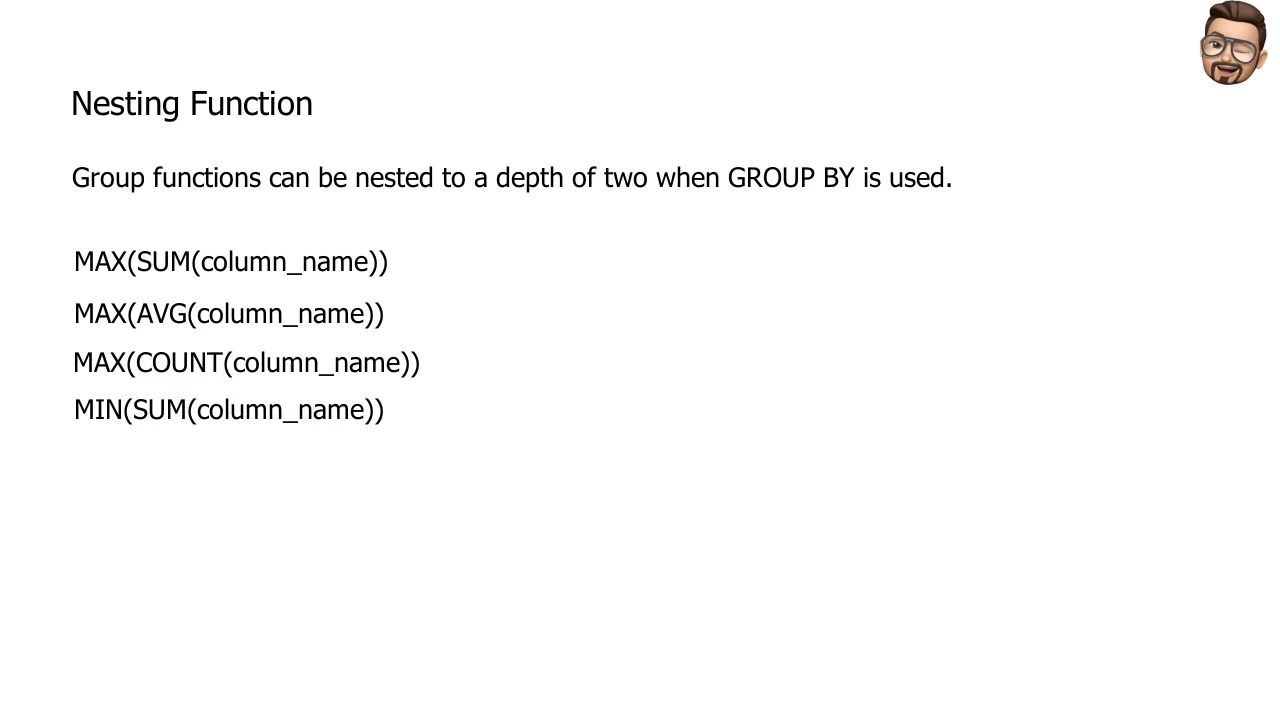 Nesting Function
Group functions can be nested to a depth of two when GROUP BY is used.
MAX(SUM(column_name))
MAX(AVG(column_name))
MAX(COUNT(column_name))
MIN(SUM(column_name))